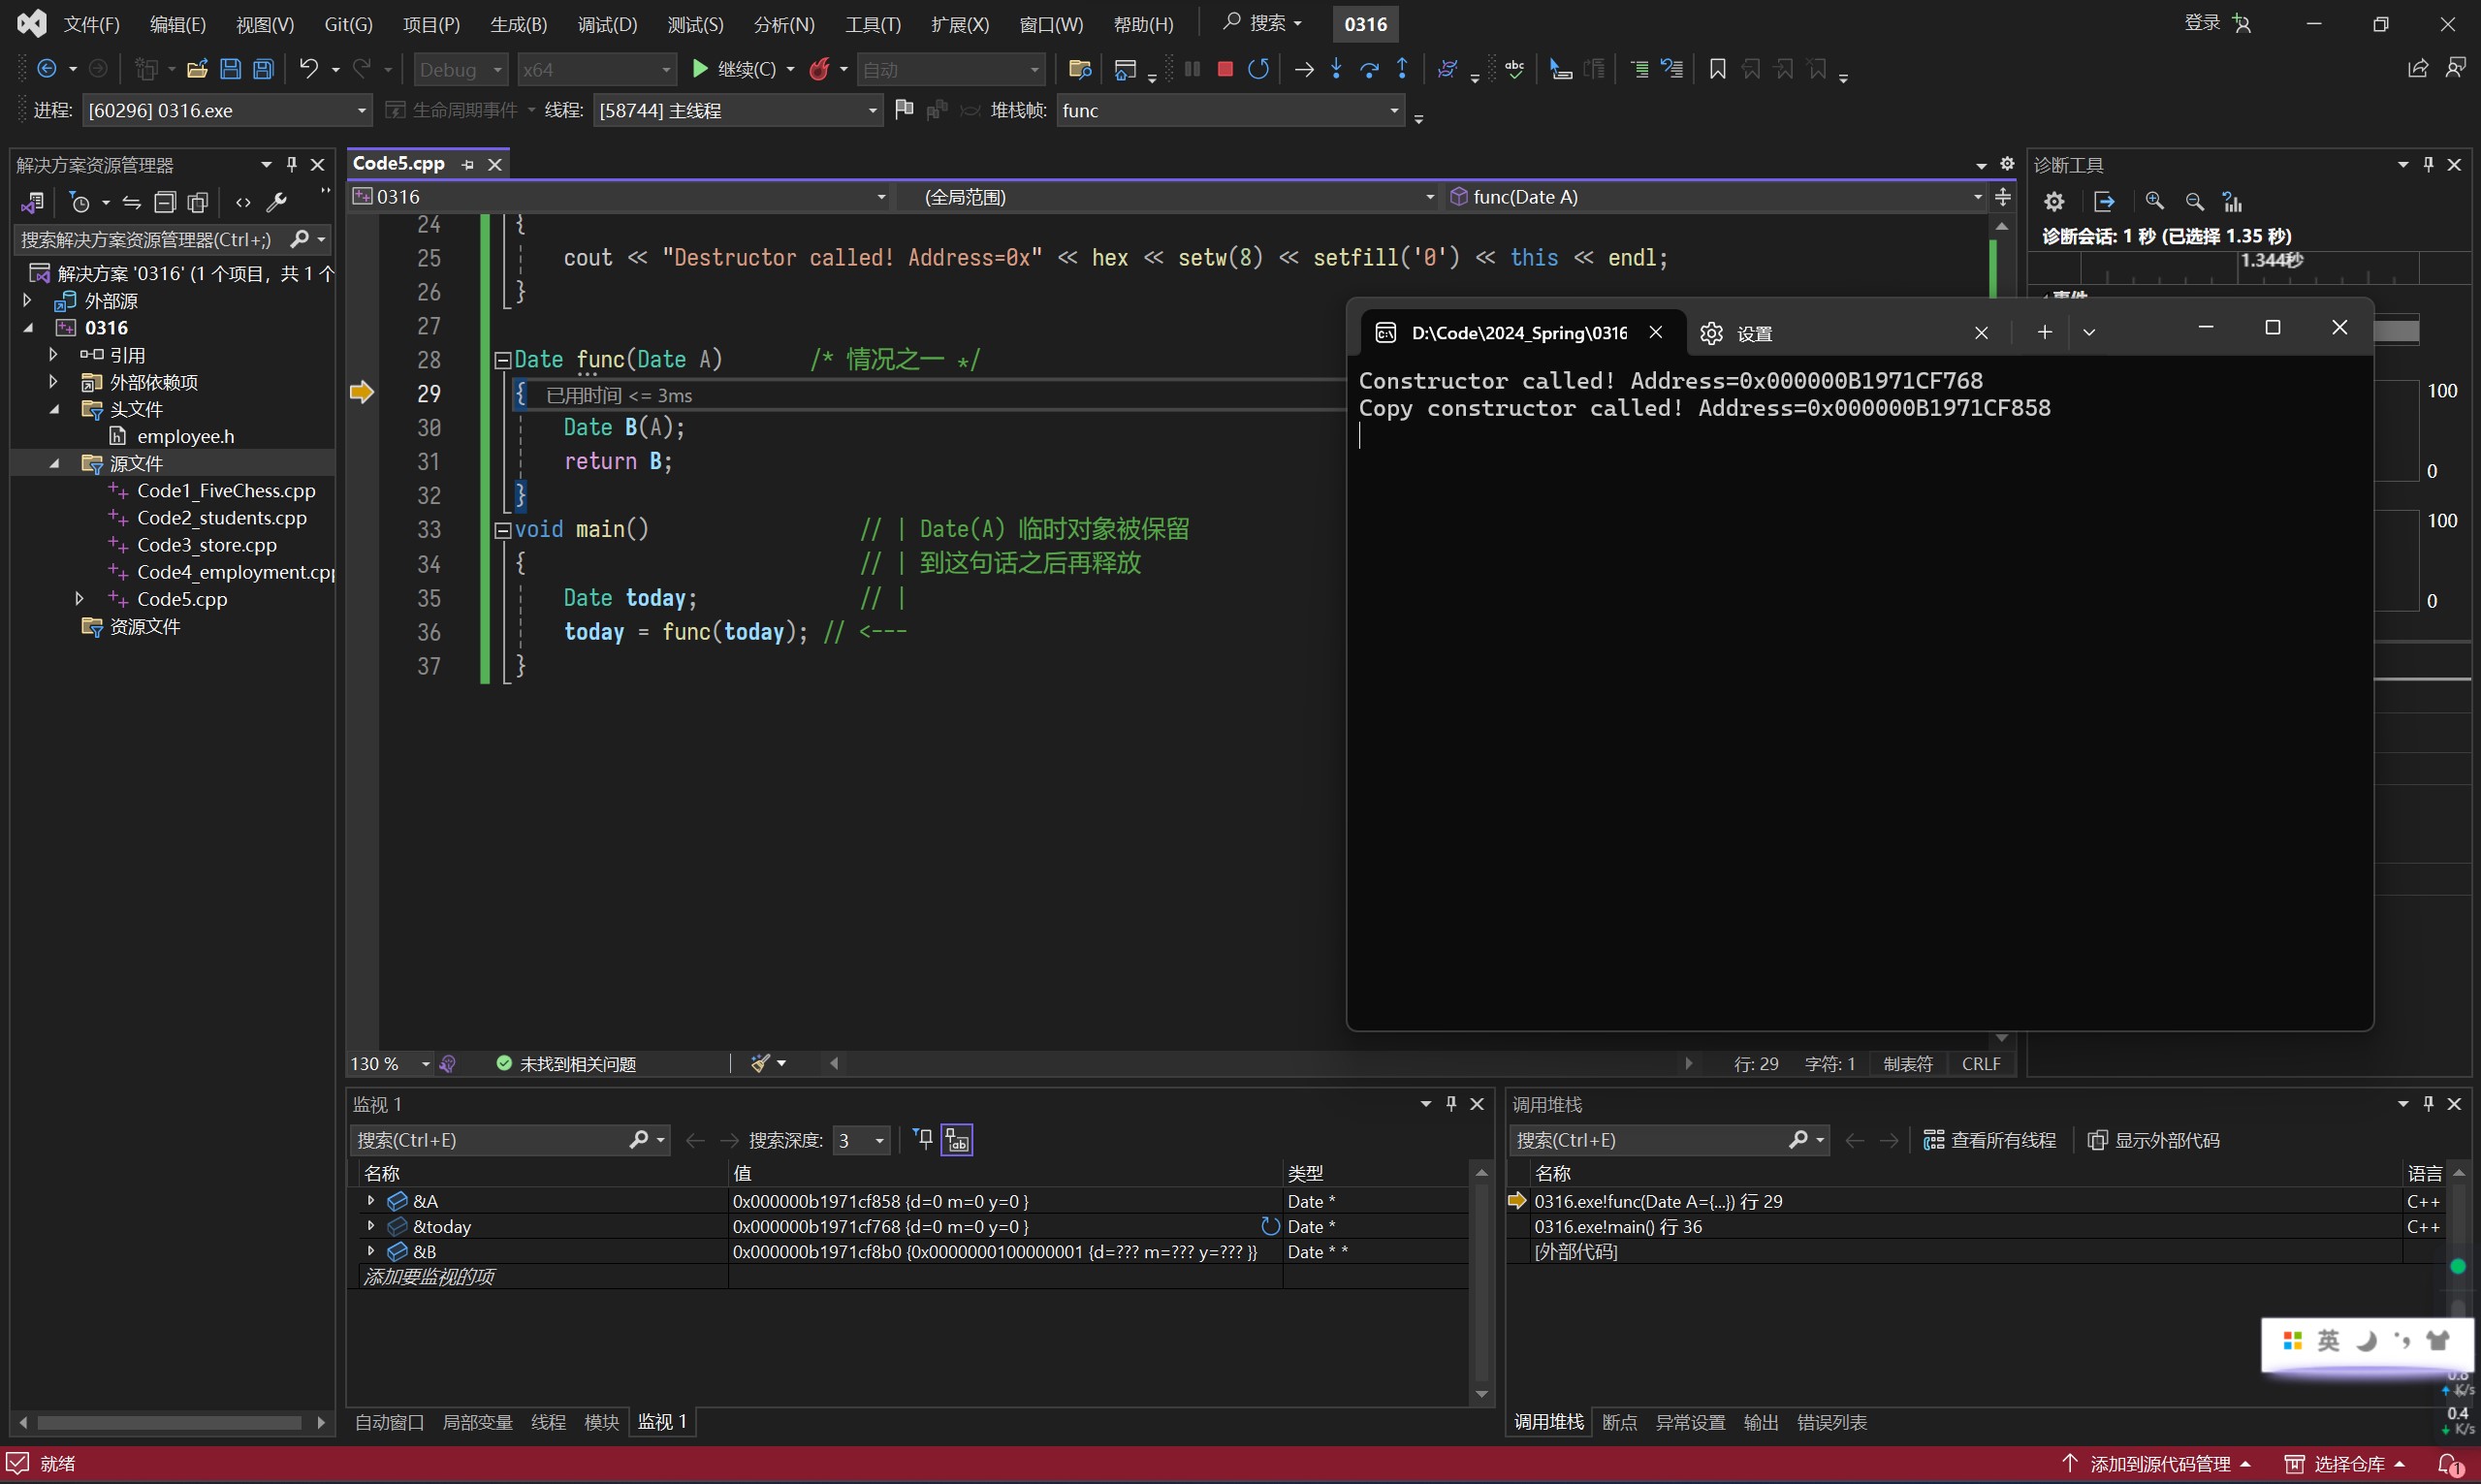 文件(F) 编辑(E) 视图(V) Git(G) 项目(P) 生成(B) 调试(D) 测试(S) 分析(N) 工具(T) 扩展(X) 窗口(W) 帮助(H) 搜索 0316 登录
Debug x64 继续(C) 自动
进程: [60296] 0316.exe 生命周期事件 线程: [58744] 主线程 堆栈帧: func
解决方案资源管理器
搜索解决方案资源管理器(Ctrl+;)
解决方案 '0316' (1 个项目，共 1 个
外部源
0316
引用
外部依赖项
头文件
employee.h
源文件
Code1_FiveChess.cpp
Code2_students.cpp
Code3_store.cpp
Code4_employment.cpp
Code5.cpp
资源文件
Code5.cpp
0316 (全局范围) func(Date A)
24 {
25 cout << "Destructor called! Address=0x" << hex << setw(8) << setfill('0') << this << endl;
26 }
27
28 Date func(Date A) /* 情况之一 */
29 { 已用时间 <= 3ms
30 Date B(A);
31 return B;
32 }
33 void main() // | Date(A) 临时对象被保留
34 { // | 到这句话之后再释放
35 Date today; // |
36 today = func(today); // <---
37 }
130 % 未找到相关问题 行: 29 字符: 1 制表符 CRLF
诊断工具
诊断会话: 1 秒 (已选择 1.35 秒)
1.344秒
事件
100
0
100
0
D:\Code\2024_Spring\0316 设置
Constructor called! Address=0x000000B1971CF768
Copy constructor called! Address=0x000000B1971CF858
监视 1
搜索(Ctrl+E) 搜索深度: 3
名称 值 类型
&A 0x000000b1971cf858 {d=0 m=0 y=0 } Date *
&today 0x000000b1971cf768 {d=0 m=0 y=0 } Date *
&B 0x000000b1971cf8b0 {0x0000000100000001 {d=??? m=??? y=??? }} Date * *
添加要监视的项
自动窗口 局部变量 线程 模块 监视 1
调用堆栈
搜索(Ctrl+E) 查看所有线程 显示外部代码
名称 语言
0316.exe!func(Date A={...}) 行 29 C++
0316.exe!main() 行 36 C++
[外部代码]
英
0.8
K/s
0.4
K/s
调用堆栈 断点 异常设置 输出 错误列表
就绪 添加到源代码管理 选择仓库 1